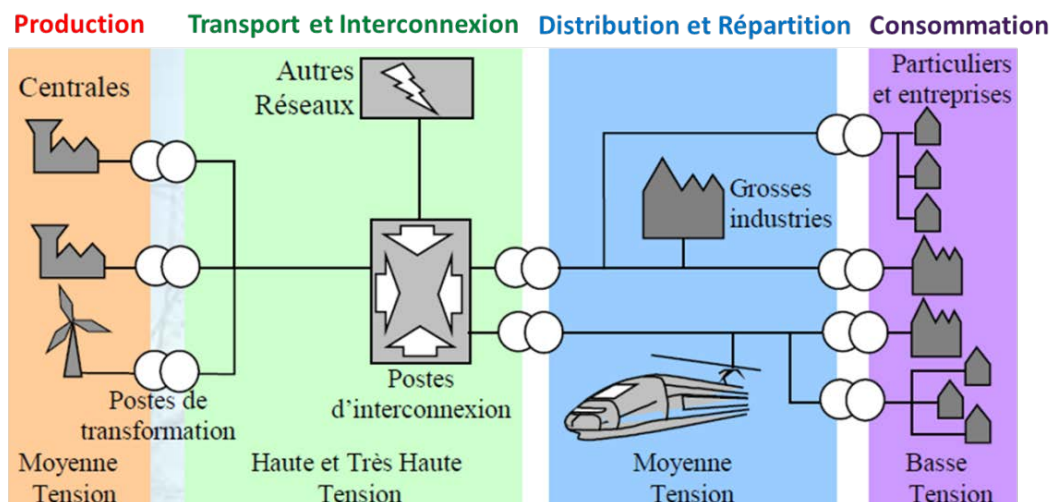 Production
Transport et Interconnexion
Distribution et Répartition
Consommation
Centrales
Autres
Réseaux
Particuliers
et entreprises
Grosses
industries
Postes de
transformation
Postes
d'interconnexion
Moyenne
Tension
Haute et Très Haute
Tension
Moyenne
Tension
Basse
Tension